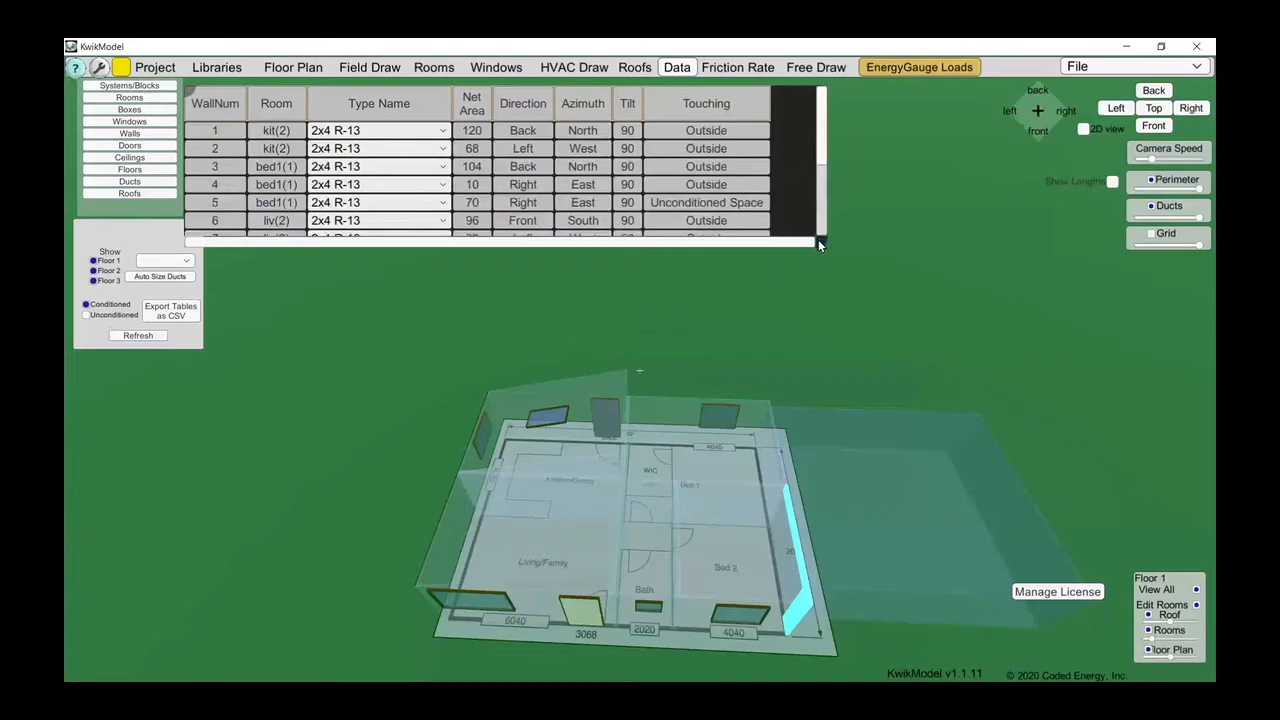 KwikModel
? Project Libraries Floor Plan Field Draw Rooms Windows HVAC Draw Roofs Data Friction Rate Free Draw EnergyGauge Loads File
Systems/Blocks
Rooms
Boxes
Windows
Walls
Doors
Ceilings
Floors
Ducts
Roofs
WallNum Room Type Name Net Area Direction Azimuth Tilt Touching
1 kit(2) 2x4 R-13 120 Back North 90 Outside
2 kit(2) 2x4 R-13 68 Left West 90 Outside
3 bed1(1) 2x4 R-13 104 Back North 90 Outside
4 bed1(1) 2x4 R-13 10 Right East 90 Outside
5 bed1(1) 2x4 R-13 70 Right East 90 Unconditioned Space
6 liv(2) 2x4 R-13 96 Front South 90 Outside
Show
Floor 1
Floor 2
Floor 3
Auto Size Ducts
Conditioned
Unconditioned
Export Tables as CSV
Refresh
back
left + right
front
Back
Left Top Right
Front
2D view
Camera Speed
Show Lengths
Perimeter
Ducts
Grid
4040
WIC
Kitchen/Dining
Bed 1
Living/Family
Bed 2
Bath
20
6040
3068
2020
4040
Manage License
Floor 1
View All
Edit Rooms
Roof
Rooms
Floor Plan
KwikModel v1.1.11
© 2020 Coded Energy, Inc.